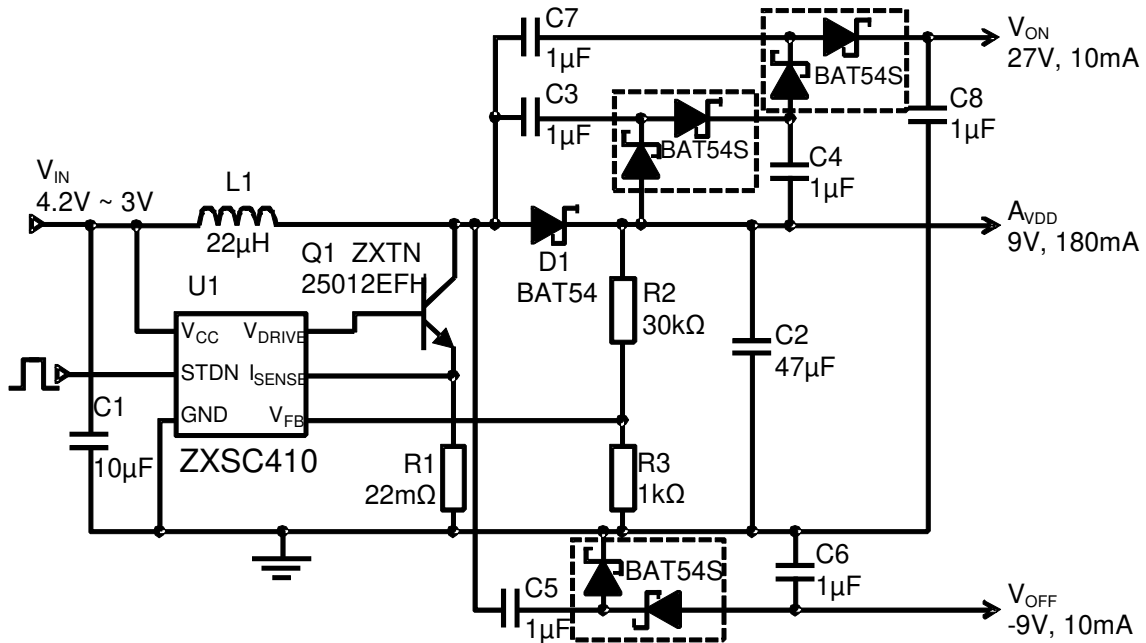 C7
1µF
V_ON
27V, 10mA
BAT54S
C3
1µF
BAT54S
C8
1µF
C4
1µF
V_IN
4.2V ~ 3V
L1
22µH
A_VDD
9V, 180mA
Q1 ZXTN
25012EFH
D1
BAT54
U1
R2
30kΩ
V_CC
V_DRIVE
C2
47µF
STDN
I_SENSE
C1
10µF
GND
V_FB
ZXSC410
R1
22mΩ
R3
1kΩ
BAT54S
C6
1µF
C5
1µF
V_OFF
-9V, 10mA